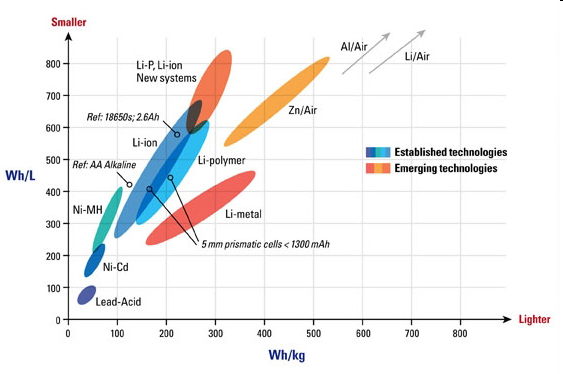 Smaller
Al/Air
Li/Air
800
Li-P, Li-ion
New systems
700
Zn/Air
Ref: 18650s; 2.6Ah
600
Li-ion
Established technologies
500
Li-polymer
Ref: AA Alkaline
Emerging technologies
Wh/L
400
Ni-MH
Li-metal
300
5 mm prismatic cells < 1300 mAh
200
Ni-Cd
100
Lead-Acid
0
Lighter
0
100
200
300
400
500
600
700
800
Wh/kg